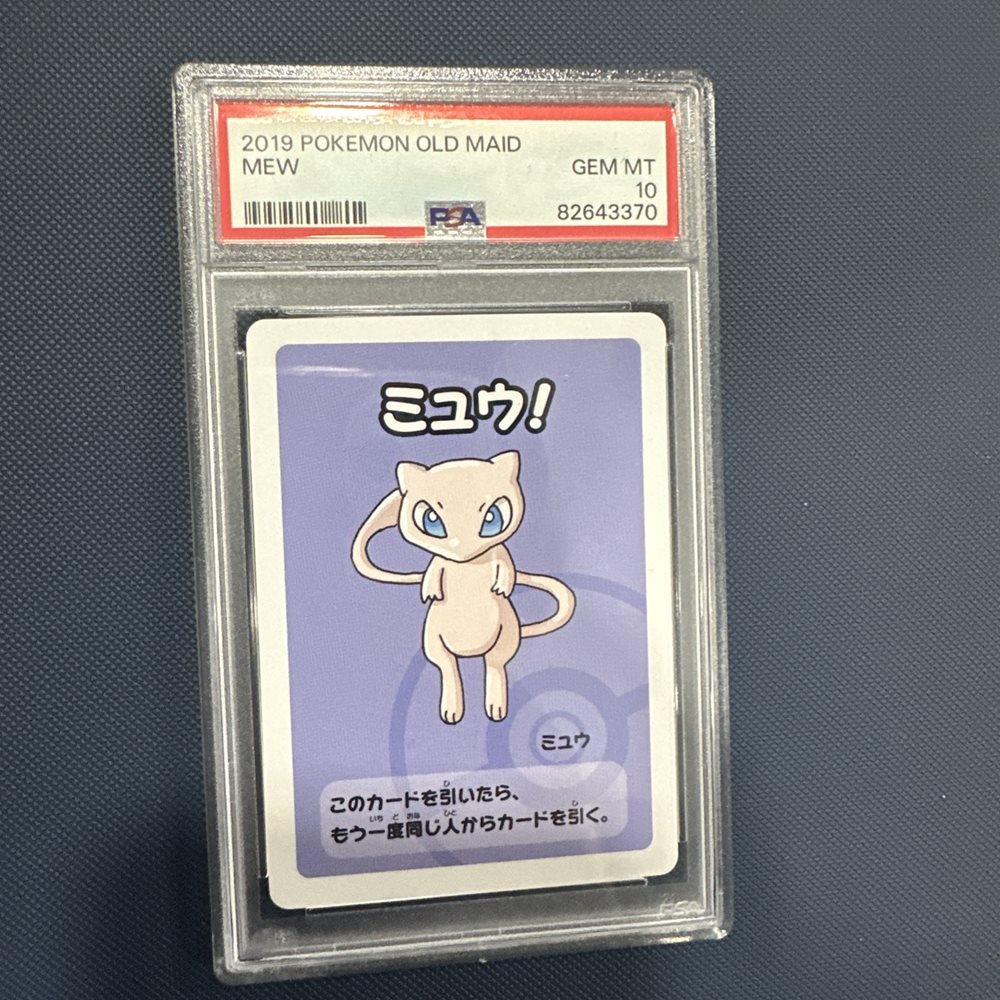 2019 POKEMON OLD MAID
MEW GEM MT
10
PSA 82643370
ミュウ!
ミュウ
このカードを引いたら、
もう一度同じ人からカードを引く。
PSA